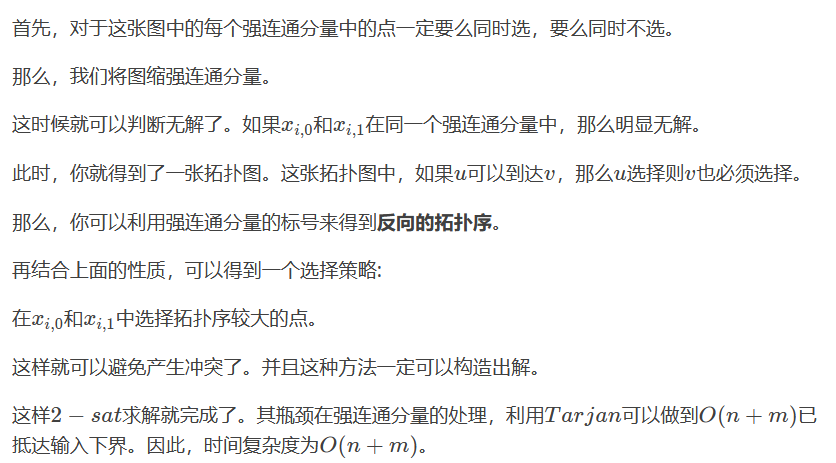 首先，对于这张图中的每个强连通分量中的点一定要么同时选，要么同时不选。
那么，我们将图缩强连通分量。
这时候就可以判断无解了。如果x_{i,0}和x_{i,1}在同一个强连通分量中，那么明显无解。
此时，你就得到了一张拓扑图。这张拓扑图中，如果u可以到达v，那么u选择则v也必须选择。
那么，你可以利用强连通分量的标号来得到反向的拓扑序。
再结合上面的性质，可以得到一个选择策略:
在x_{i,0}和x_{i,1}中选择拓扑序较大的点。
这样就可以避免产生冲突了。并且这种方法一定可以构造出解。
这样2 − sat求解就完成了。其瓶颈在强连通分量的处理，利用Tarjan可以做到O(n + m)已
抵达输入下界。因此，时间复杂度为O(n + m)。